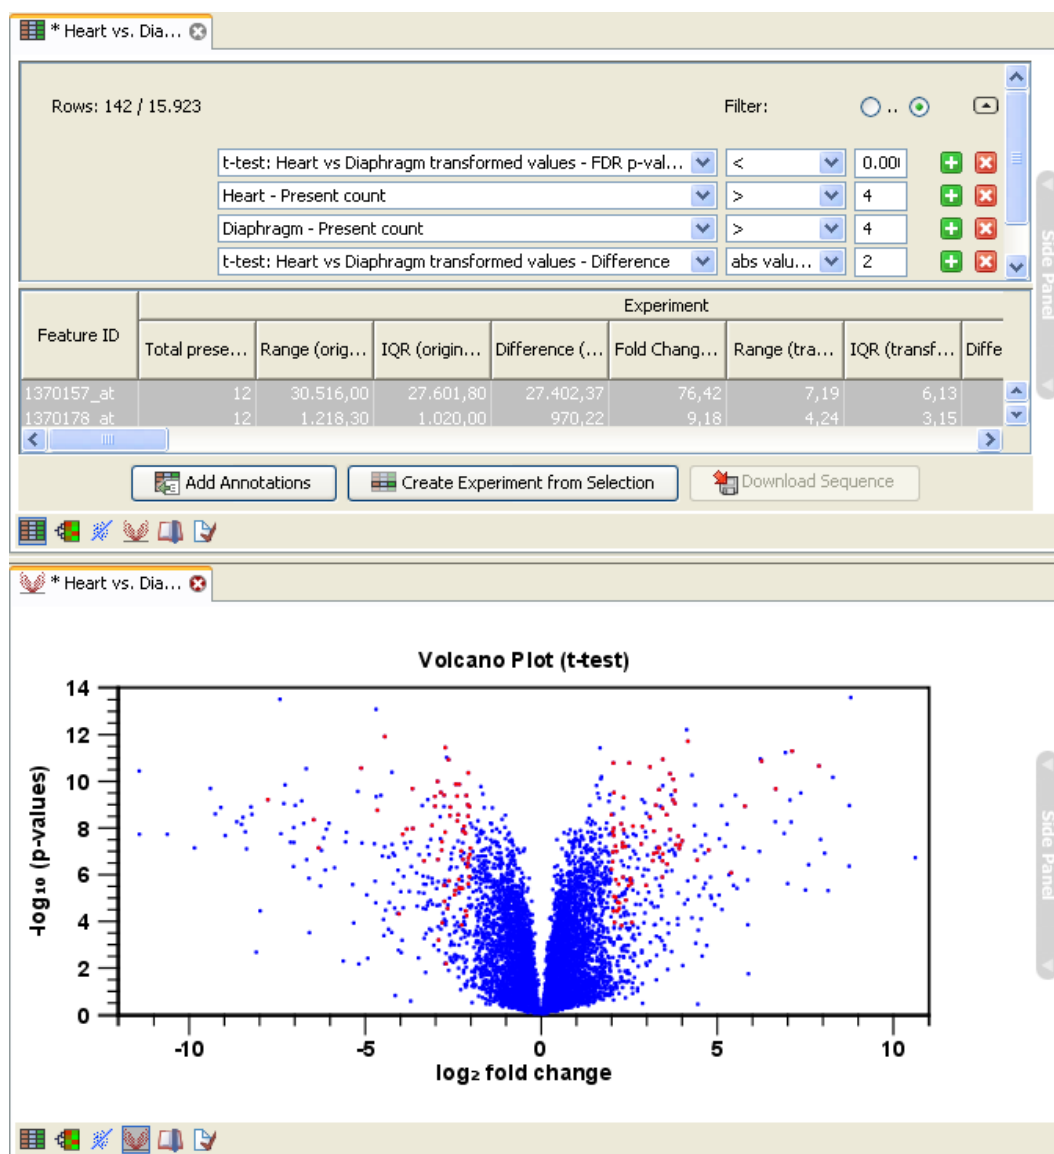 * Heart vs. Dia...
Rows: 142 / 15.923 Filter: ..
t-test: Heart vs Diaphragm transformed values - FDR p-val... <
Heart - Present count > 4
Diaphragm - Present count > 4
t-test: Heart vs Diaphragm transformed values - Difference abs valu... 2
Side Panel
Experiment
Feature ID Total prese... Range (orig... IQR (origin... Difference (... Fold Chang... Range (tra... IQR (transf... Diffe
1370157_at 12 30.516,00 27.601,80 27.402,37 76,42 7,19 6,13
1370178_at 12 1.218,30 1.020,00 970,22 9,18 4,24 3,15
Add Annotations Create Experiment from Selection Download Sequence
* Heart vs. Dia...
Volcano Plot (t-test)
14
12
10
8
6
4
2
0
-log₁₀ (p-values)
-10 -5 0 5 10
log₂ fold change
Side Panel